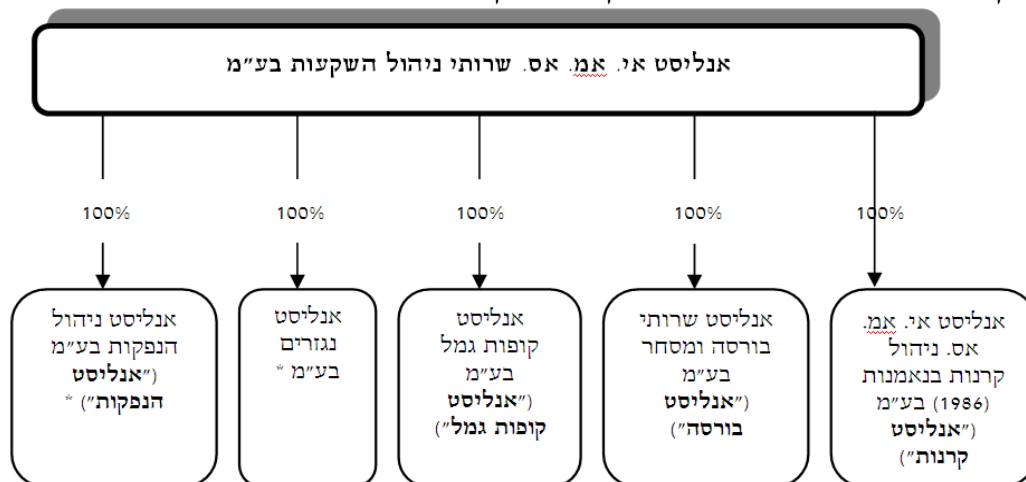 אנליסט אי. אמ. אס. שרותי ניהול השקעות בע"מ
100%
100%
100%
100%
100%
אנליסט אי. אמ.
אס. ניהול
קרנות בנאמנות
(1986) בע"מ
("אנליסט
קרנות")
אנליסט שרותי
בורסה ומסחר
בע"מ
("אנליסט
בורסה")
אנליסט
קופות גמל
בע"מ
("אנליסט
קופות גמל")
אנליסט
נגזרים
בע"מ *
אנליסט ניהול
הנפקות בע"מ
("אנליסט
הנפקות") *